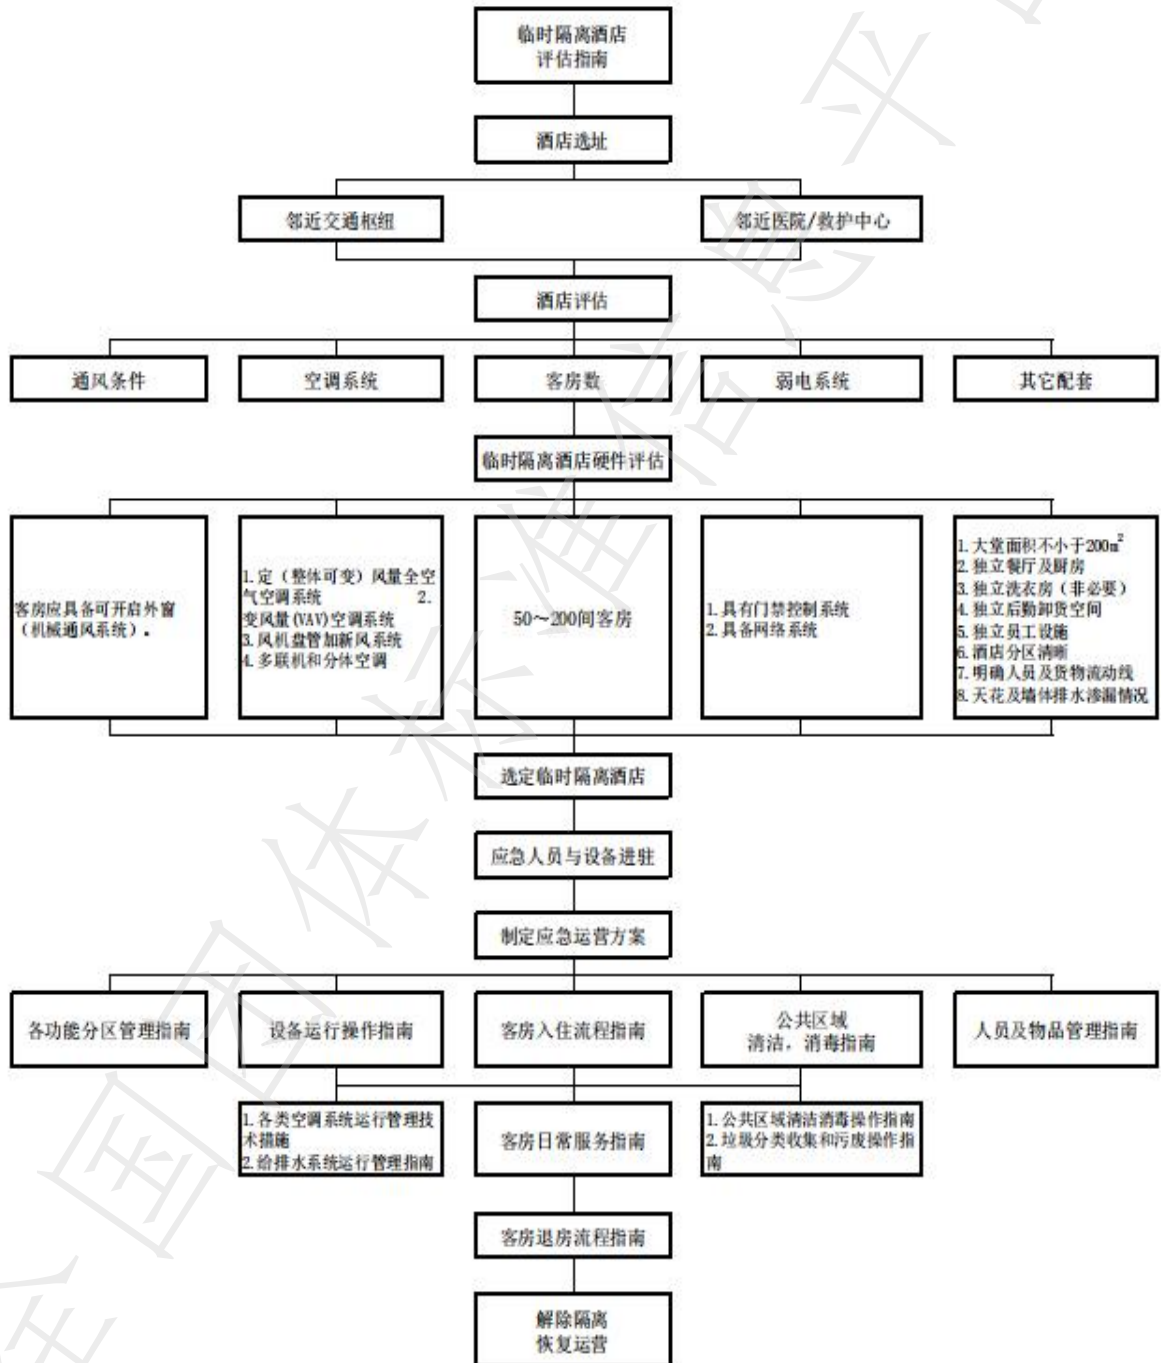 临时隔离酒店
评估指南
酒店选址
邻近交通枢纽
邻近医院/救护中心
酒店评估
通风条件
空调系统
客房数
弱电系统
其它配套
临时隔离酒店硬件评估
客房应具备可开启外窗
（机械通风系统）。
1.定（整体可变）风量全空
气空调系统 2.
变风量(VAV)空调系统
3.风机盘管加新风系统
4.多联机和分体空调
50～200间客房
1.具有门禁控制系统
2.具备网络系统
1.大堂面积不小于200m²
2.独立餐厅及厨房
3.独立洗衣房（非必要）
4.独立后勤卸货空间
5.独立员工设施
6.酒店分区清晰
7.明确人员及货物流动线
8.天花及墙体排水渗漏情况
选定临时隔离酒店
应急人员与设备进驻
制定应急运营方案
各功能分区管理指南
设备运行操作指南
客房入住流程指南
公共区域
清洁，消毒指南
人员及物品管理指南
1.各类空调系统运行管理技
术措施
2.给排水系统运行管理指南
客房日常服务指南
1.公共区域清洁消毒操作指南
2.垃圾分类收集和污废操作指
南
客房退房流程指南
解除隔离
恢复运营
全国团体标准信息平